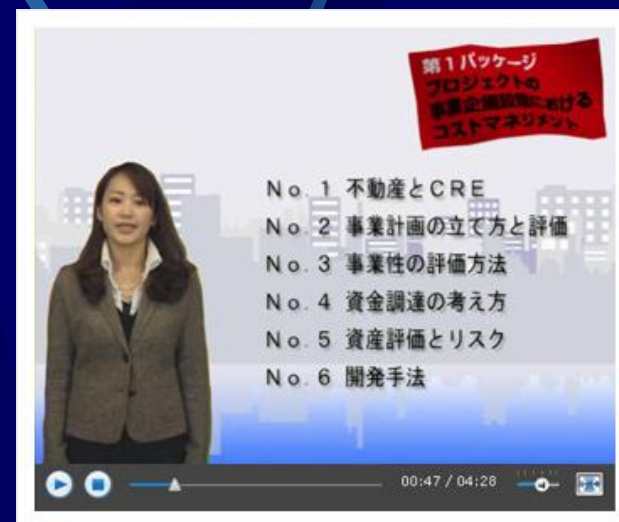 第1パッケージ
プロジェクトの
事業企画段階における
コストマネジメント
No. 1 不動産とCRE
No. 2 事業計画の立て方と評価
No. 3 事業性の評価方法
No. 4 資金調達の考え方
No. 5 資産評価とリスク
No. 6 開発手法
00:47 / 04:28